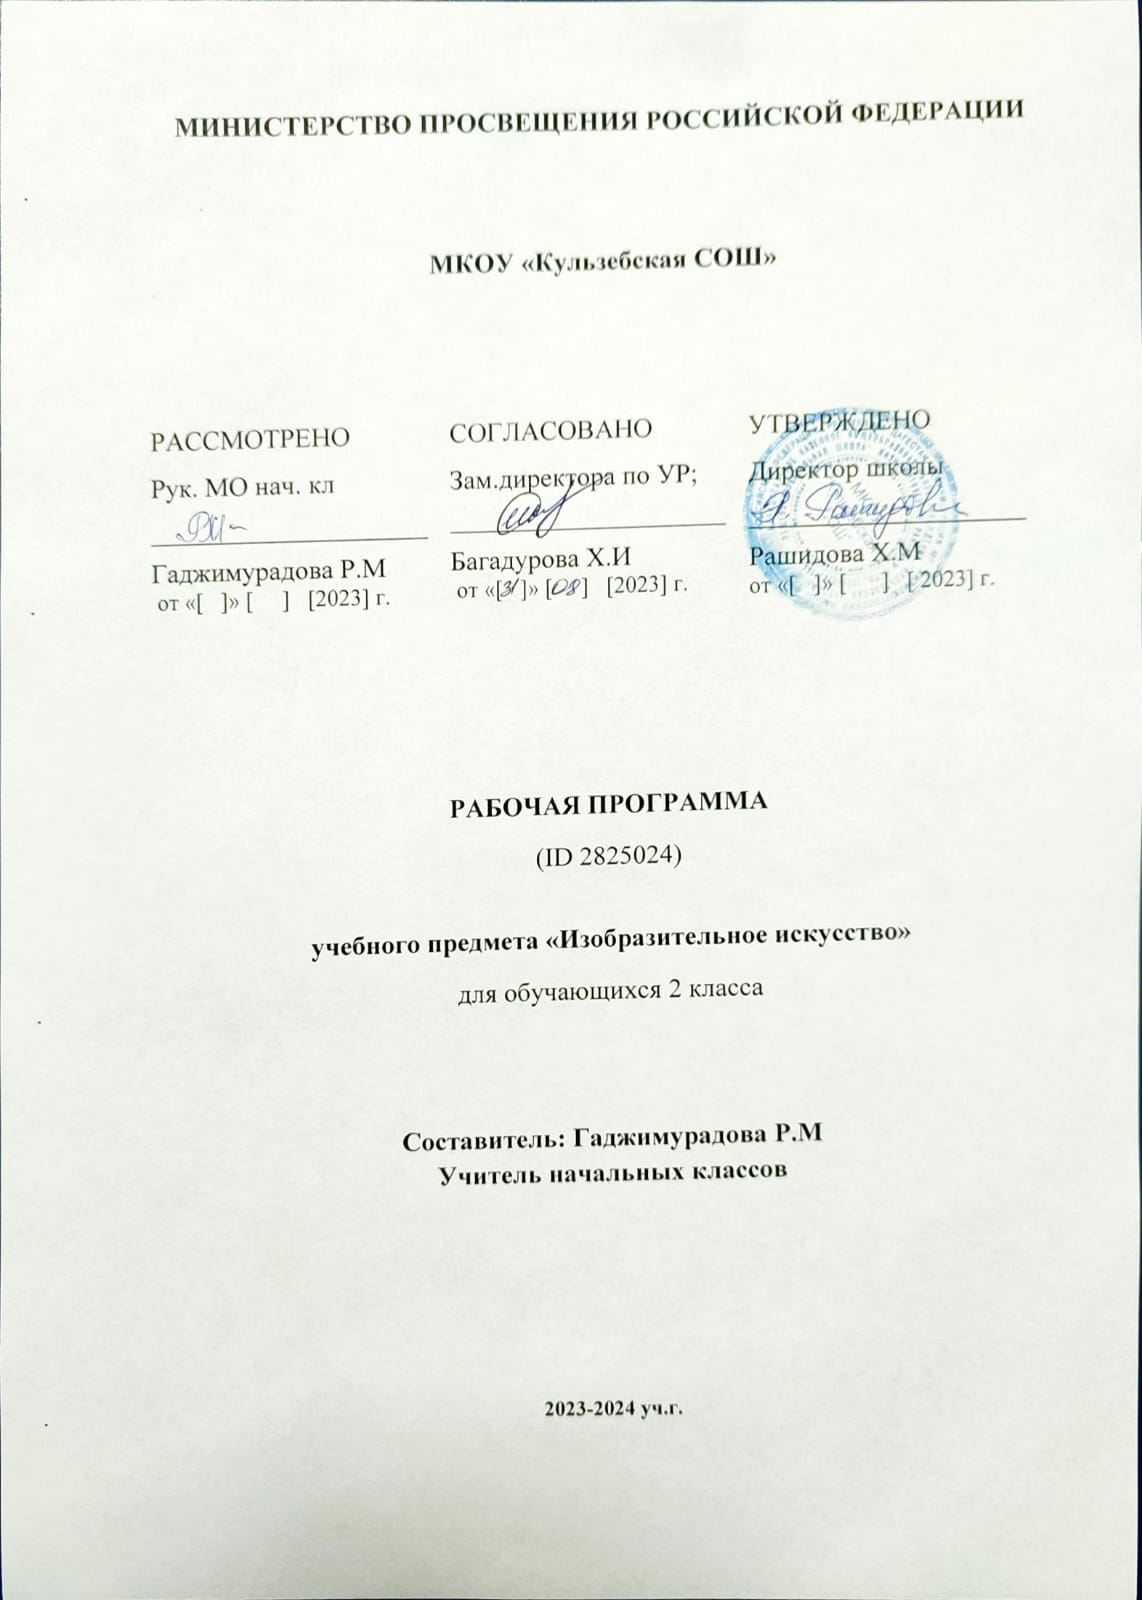 МИНИСТЕРСТВО ПРОСВЕЩЕНИЯ РОССИЙСКОЙ ФЕДЕРАЦИИ
МКОУ «Кульзебская СОШ»
РАССМОТРЕНО
Рук. МО нач. кл
Гаджимурадова Р.М
от «[ ]» [ ] [2023] г.
СОГЛАСОВАНО
Зам.директора по УР;
Багадурова Х.И
от «[31]» [08] [2023] г.
УТВЕРЖДЕНО
Директор школы
Рашидова Х.М
от «[ ]» [ ] [2023] г.
РАБОЧАЯ ПРОГРАММА
(ID 2825024)
учебного предмета «Изобразительное искусство»
для обучающихся 2 класса
Составитель: Гаджимурадова Р.М
Учитель начальных классов
2023-2024 уч.г.